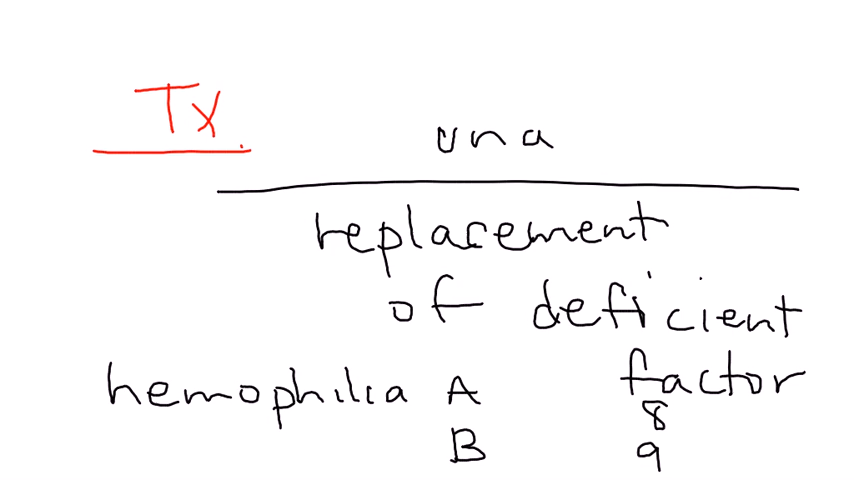 Tx.
una
replacement
of deficient
factor
hemophilia A 8
B 9